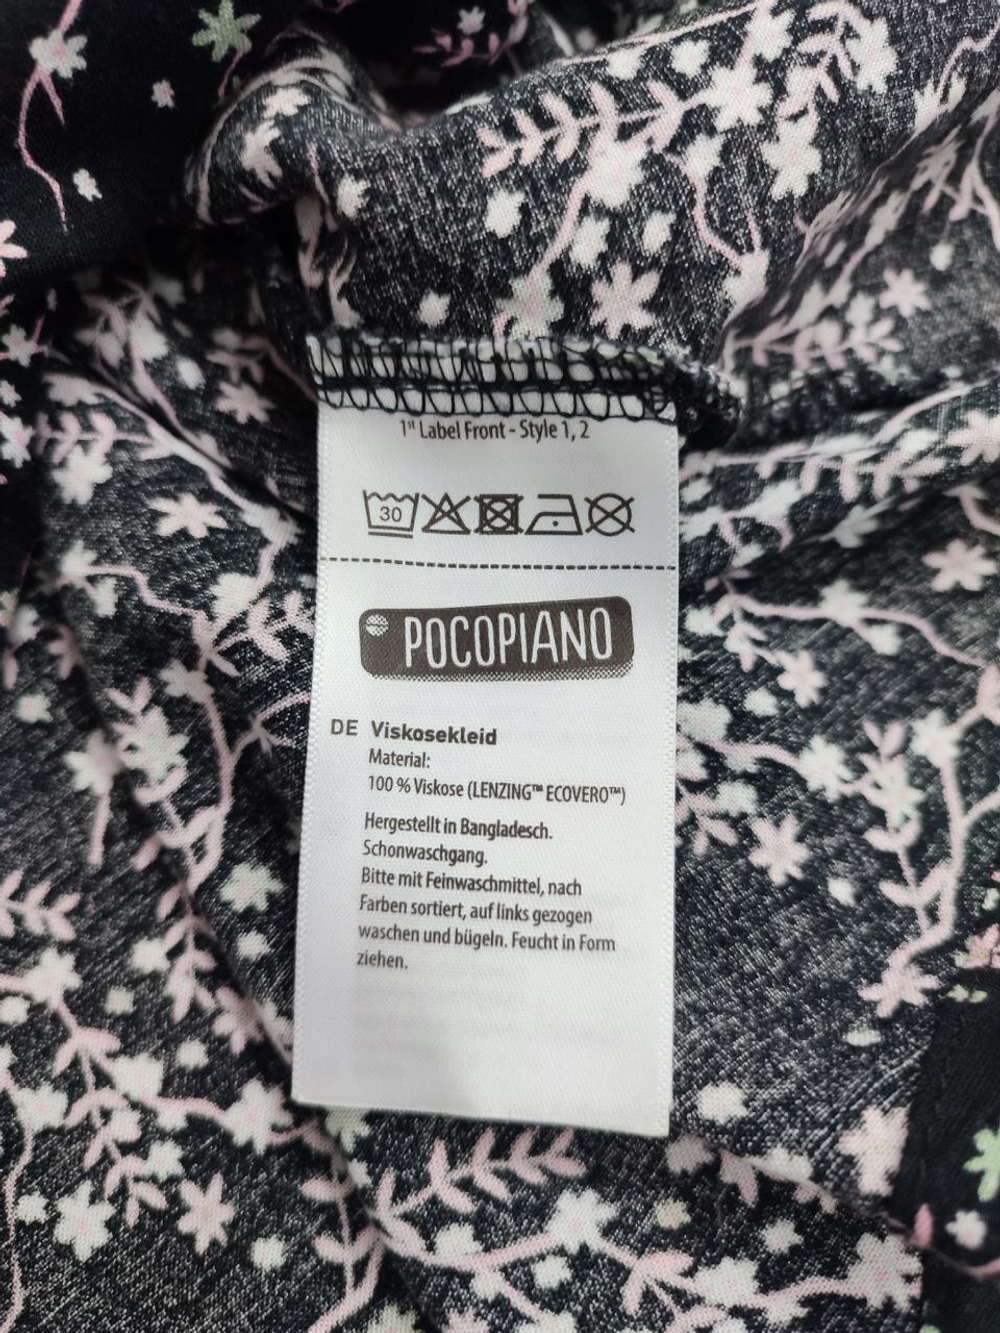 1st Label Front - Style 1, 2
30
POCOPIANO
DE Viskosekleid
Material:
100 % Viskose (LENZING™ ECOVERO™)
Hergestellt in Bangladesch.
Schonwaschgang.
Bitte mit Feinwaschmittel, nach
Farben sortiert, auf links gezogen
waschen und bügeln. Feucht in Form
ziehen.